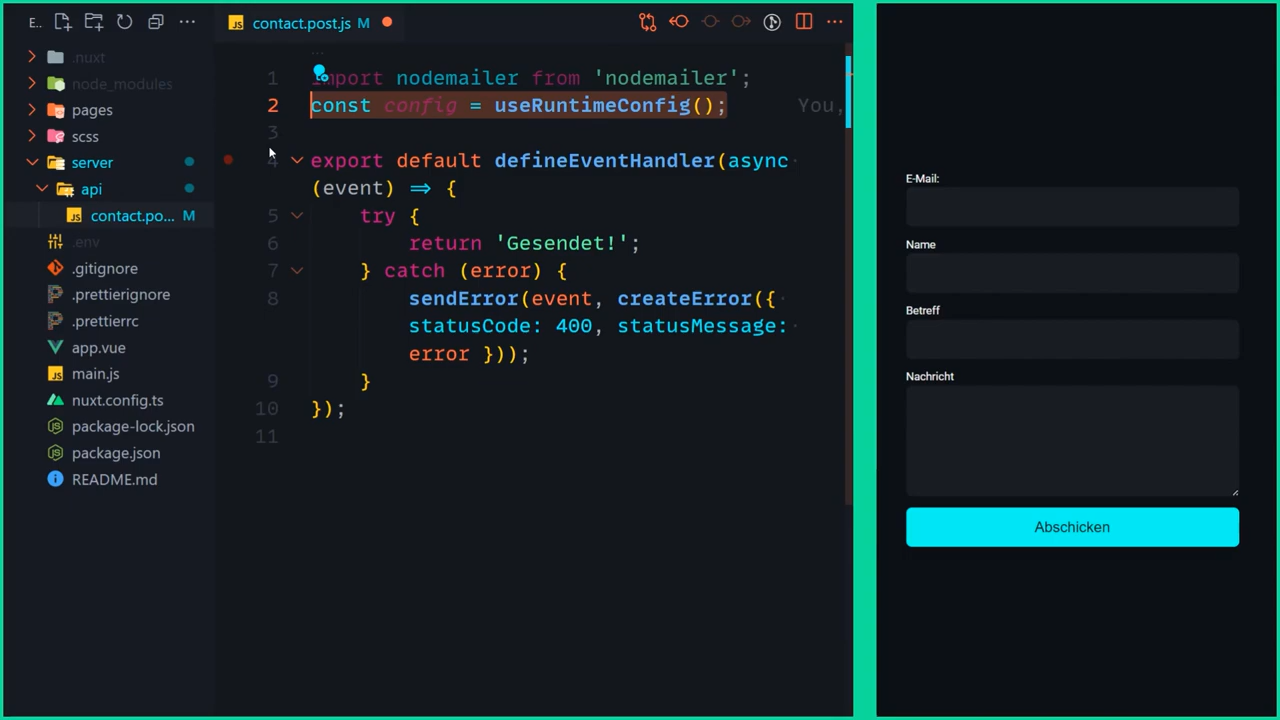 E..
contact.post.js M
.nuxt
node_modules
pages
scss
server
api
contact.po... M
.env
.gitignore
.prettierignore
.prettierrc
app.vue
main.js
nuxt.config.ts
package-lock.json
package.json
README.md
1 import nodemailer from 'nodemailer';
2 const config = useRuntimeConfig(); You,
3
4 export default defineEventHandler(async
(event) => {
5 try {
6 return 'Gesendet!';
7 } catch (error) {
8 sendError(event, createError({
statusCode: 400, statusMessage:
error }));
9 }
10 });
11
E-Mail:
Name
Betreff
Nachricht
Abschicken